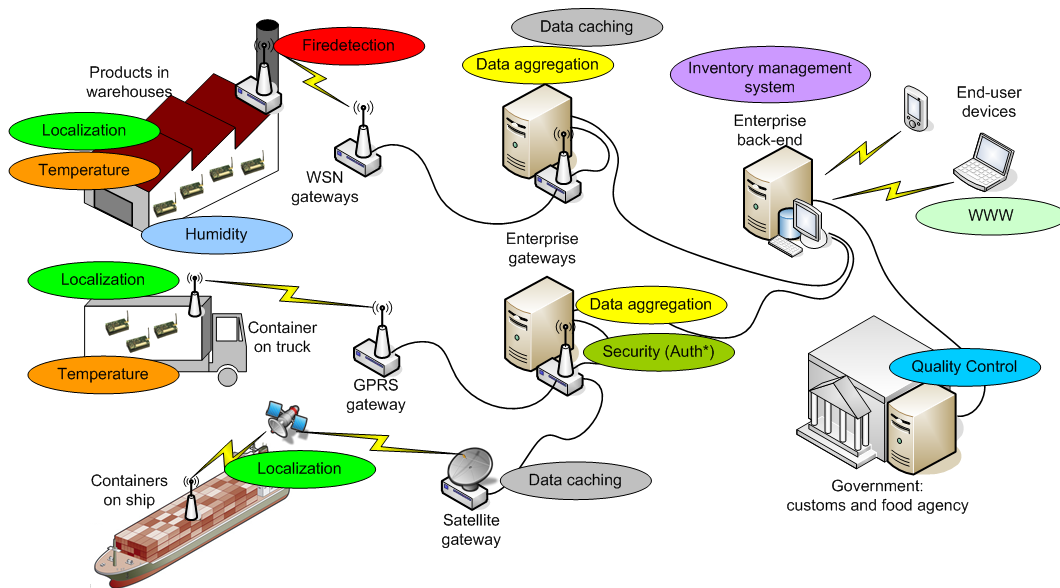 Data caching
Firedetection
Data aggregation
Products in
warehouses
Inventory management
system
End-user
devices
Localization
Enterprise
back-end
Temperature
WSN
gateways
WWW
Humidity
Enterprise
gateways
Localization
Data aggregation
Container
on truck
Security (Auth*)
Temperature
GPRS
gateway
Quality Control
Localization
Data caching
Containers
on ship
Satellite
gateway
Government:
customs and food agency